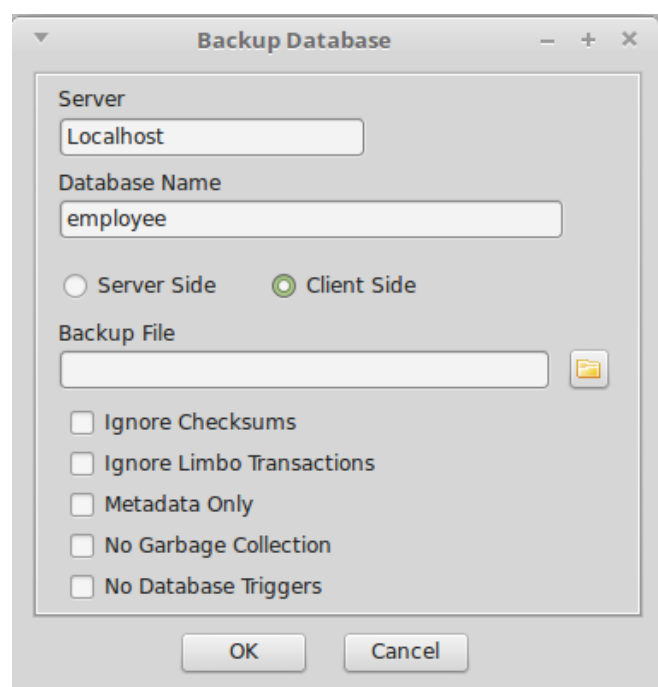 Backup Database
Server
Localhost
Database Name
employee
Server Side Client Side
Backup File
Ignore Checksums
Ignore Limbo Transactions
Metadata Only
No Garbage Collection
No Database Triggers
OK Cancel